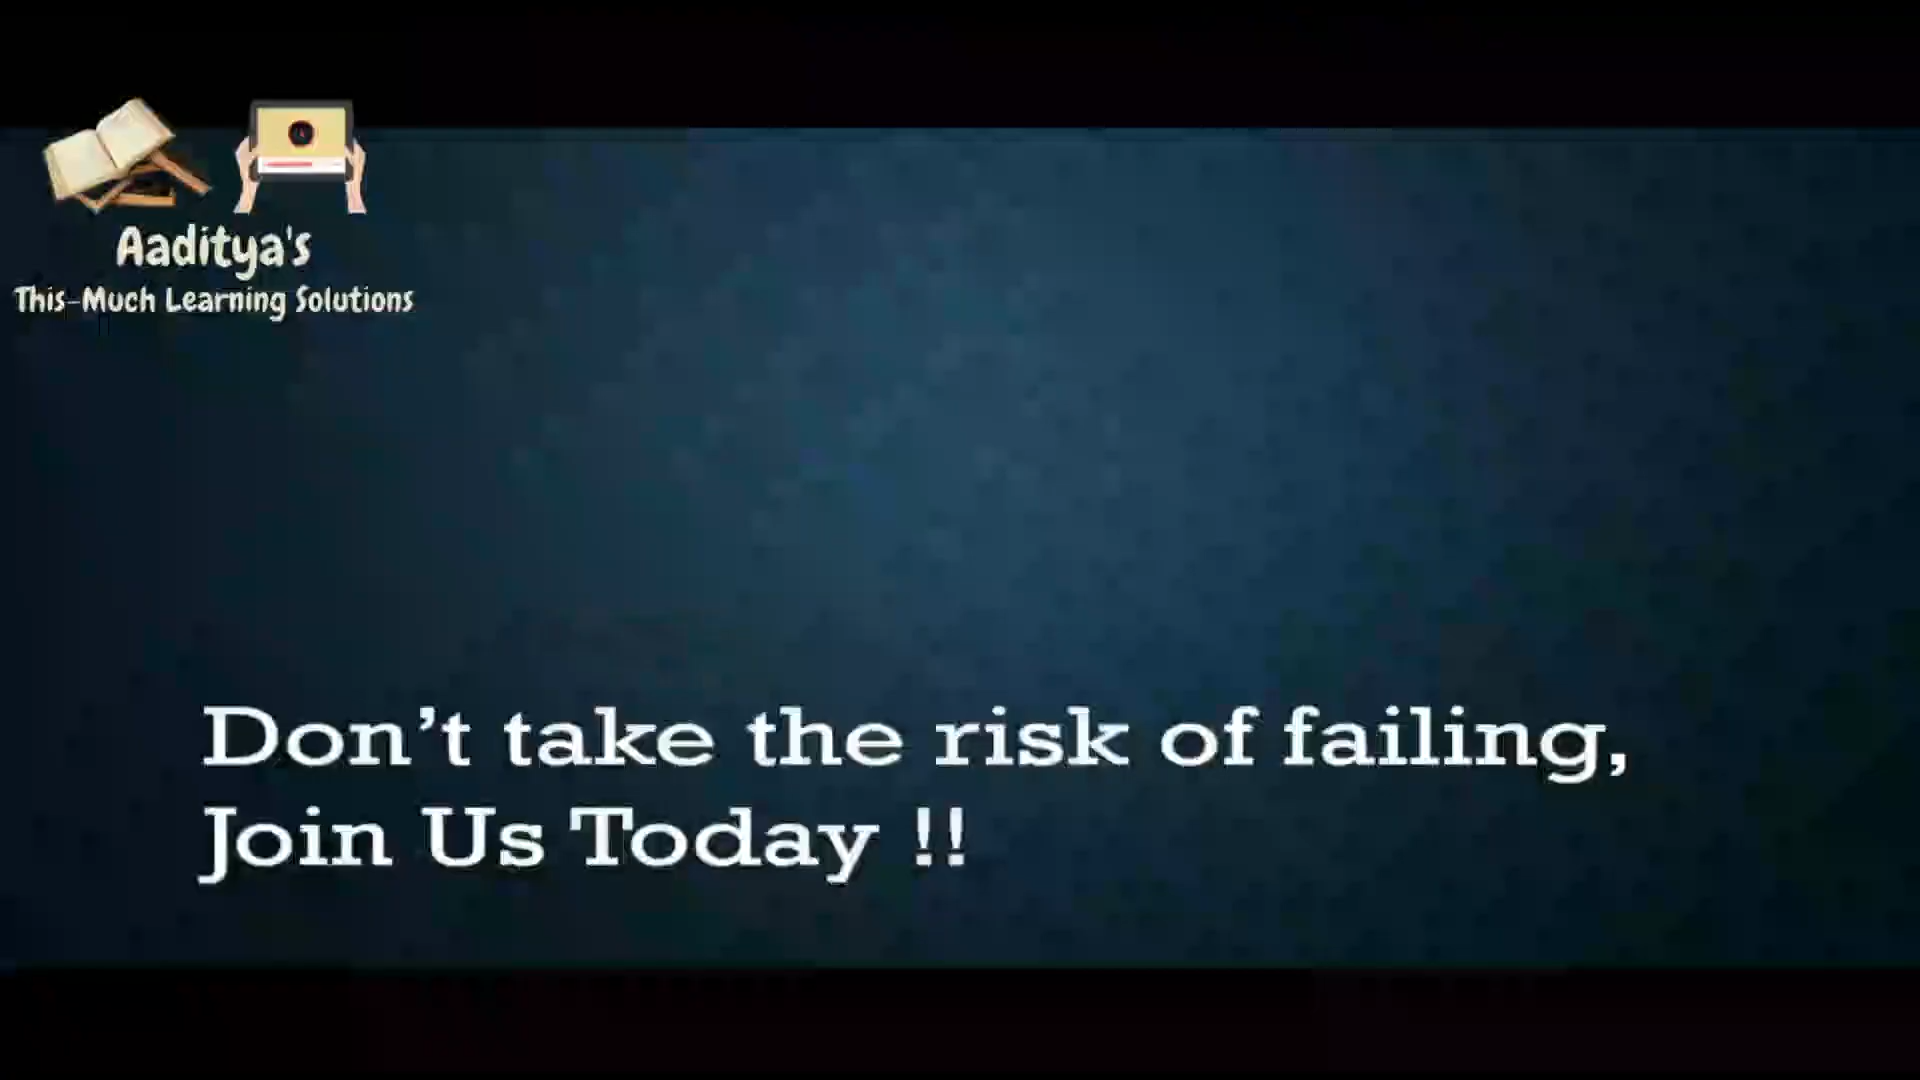 Aaditya's
This-Much Learning Solutions
Don’t take the risk of failing,
Join Us Today !!